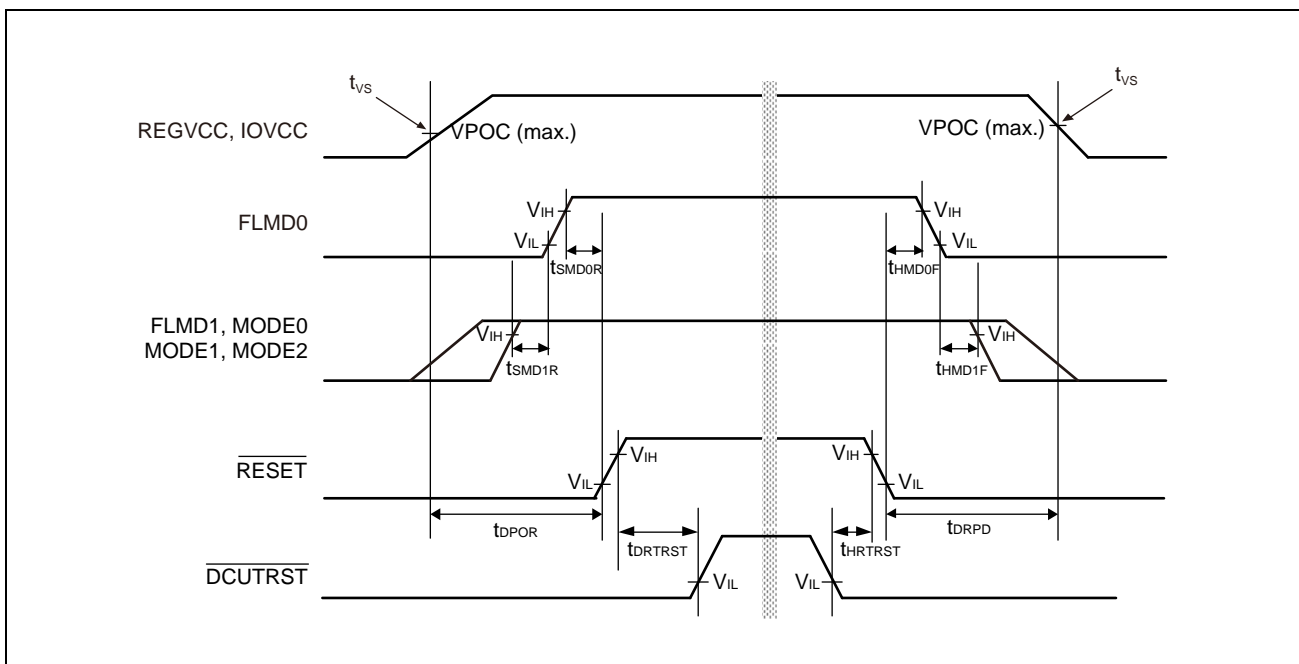 tVS
tVS
REGVCC, IOVCC
VPOC (max.)
VPOC (max.)
FLMD0
VIH
VIH
VIL
VIL
tSMD0R
tHMD0F
FLMD1, MODE0
MODE1, MODE2
VIH
VIH
tSMD1R
tHMD1F
RESET
VIH
VIH
VIL
VIL
tDPOR
tDRTRST
tHRTRST
tDRPD
DCUTRST
VIL
VIL